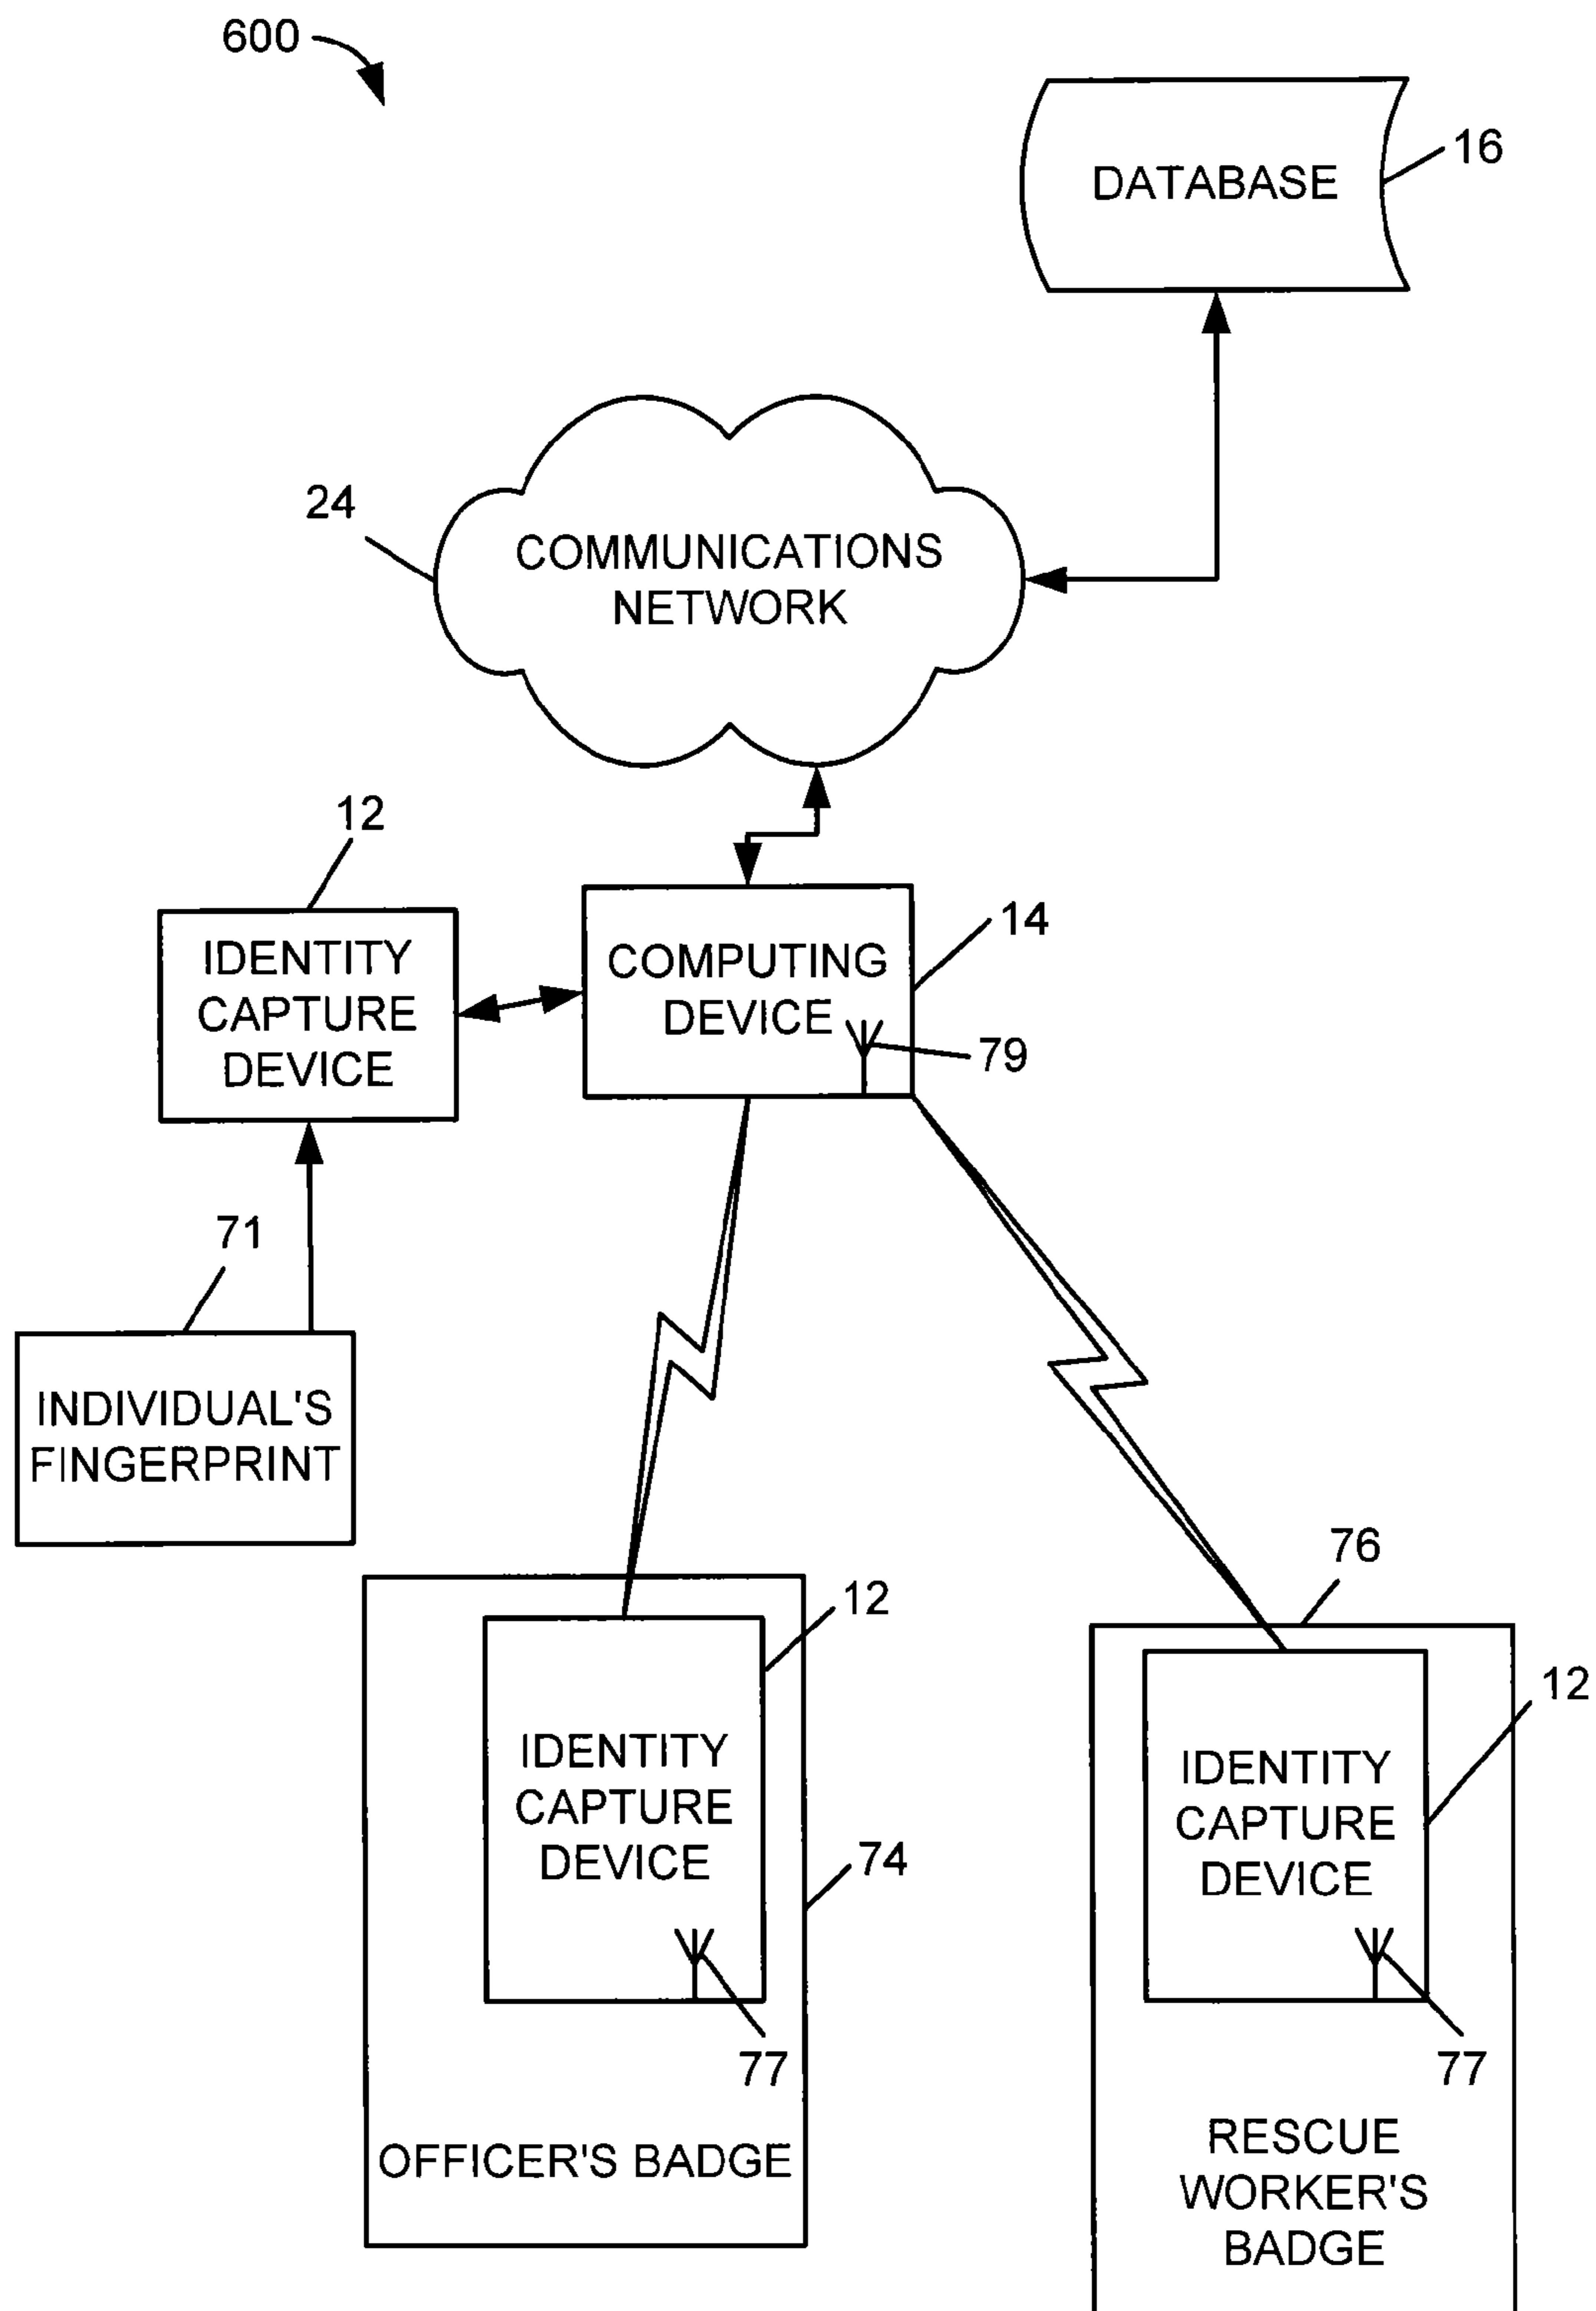 600
DATABASE
16
24
COMMUNICATIONS
NETWORK
12
IDENTITY
CAPTURE
DEVICE
COMPUTING
DEVICE
14
79
71
INDIVIDUAL'S
FINGERPRINT
12
IDENTITY
CAPTURE
DEVICE
74
77
OFFICER'S BADGE
76
12
IDENTITY
CAPTURE
DEVICE
77
RESCUE
WORKER'S
BADGE